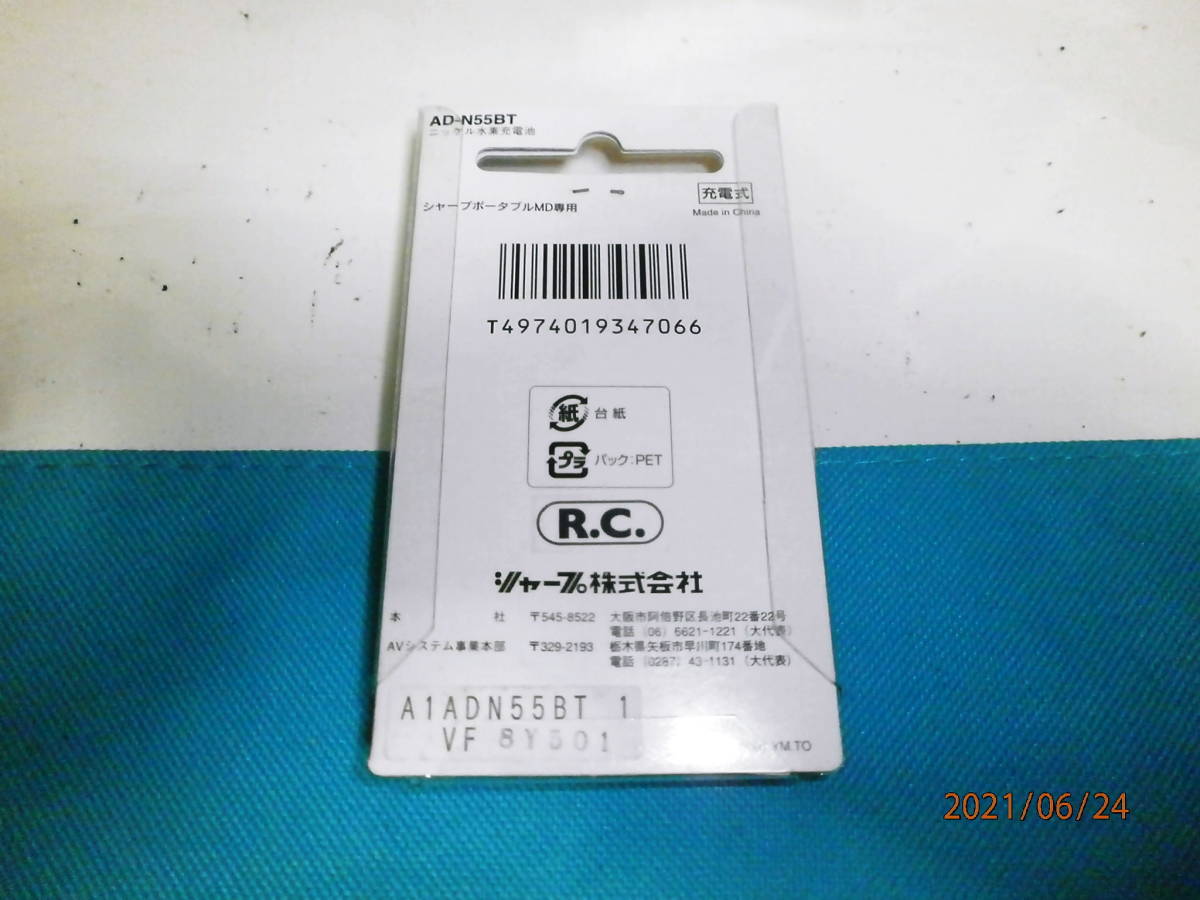 AD-N55BT
ニッケル水素充電池
充電式
シャープポータブルMD専用
Made in China
T4974019347066
紙 台紙
プラ パック:PET
R.C.
シャープ株式会社
本 社 〒545-8522 大阪市阿倍野区長池町22番22号
電話 (06) 6621-1221 (大代表)
AVシステム事業本部 〒329-2193 栃木県矢板市早川町174番地
電話 (0287) 43-1131 (大代表)
A1ADN55BT 1
VF 8Y501
YM.TO
2021/06/24